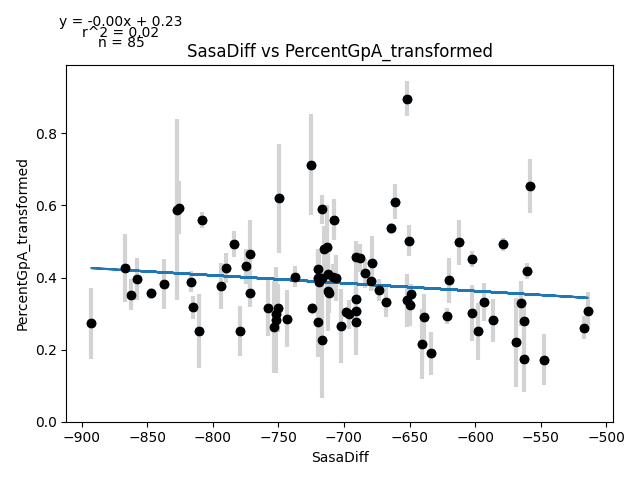 y = -0.00x + 0.23
r^2 = 0.02
n = 85
SasaDiff vs PercentGpA_transformed
PercentGpA_transformed
0.8
0.6
0.4
0.2
0.0
−900 −850 −800 −750 −700 −650 −600 −550 −500
SasaDiff